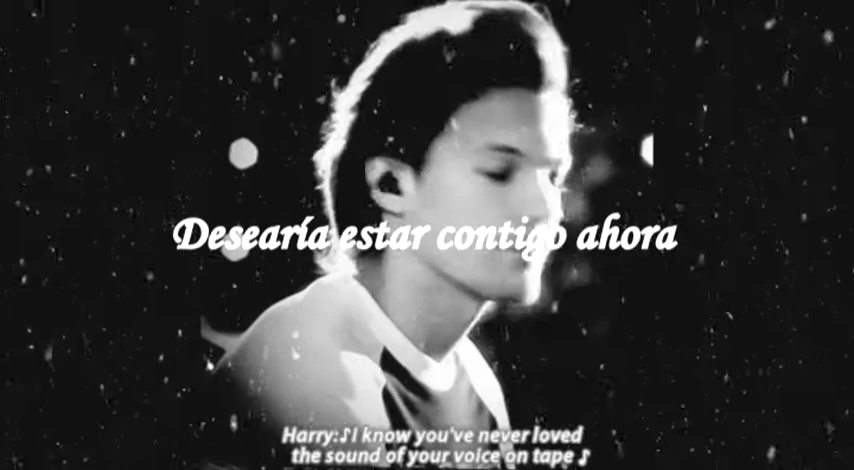 Desearía estar contigo ahora
Harry:♪I know you've never loved
the sound of your voice on tape ♪